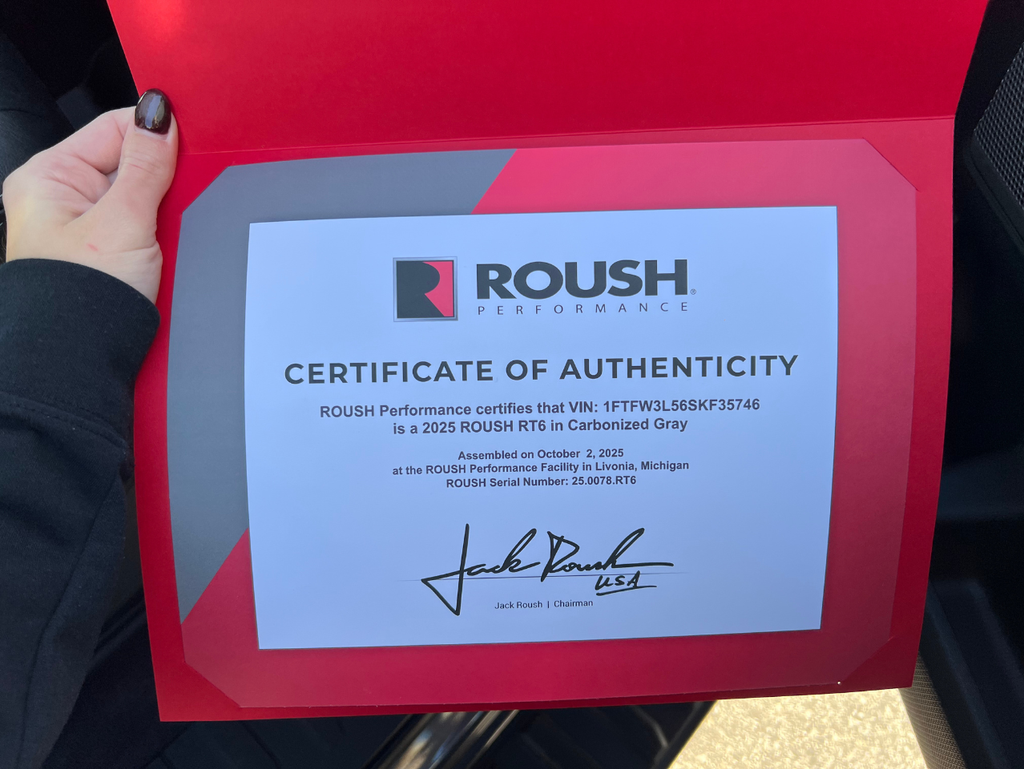 R ROUSH®
PERFORMANCE
CERTIFICATE OF AUTHENTICITY
ROUSH Performance certifies that VIN: 1FTFW3L56SKF35746
is a 2025 ROUSH RT6 in Carbonized Gray
Assembled on October 2, 2025
at the ROUSH Performance Facility in Livonia, Michigan
ROUSH Serial Number: 25.0078.RT6
Jack Roush
USA
Jack Roush | Chairman